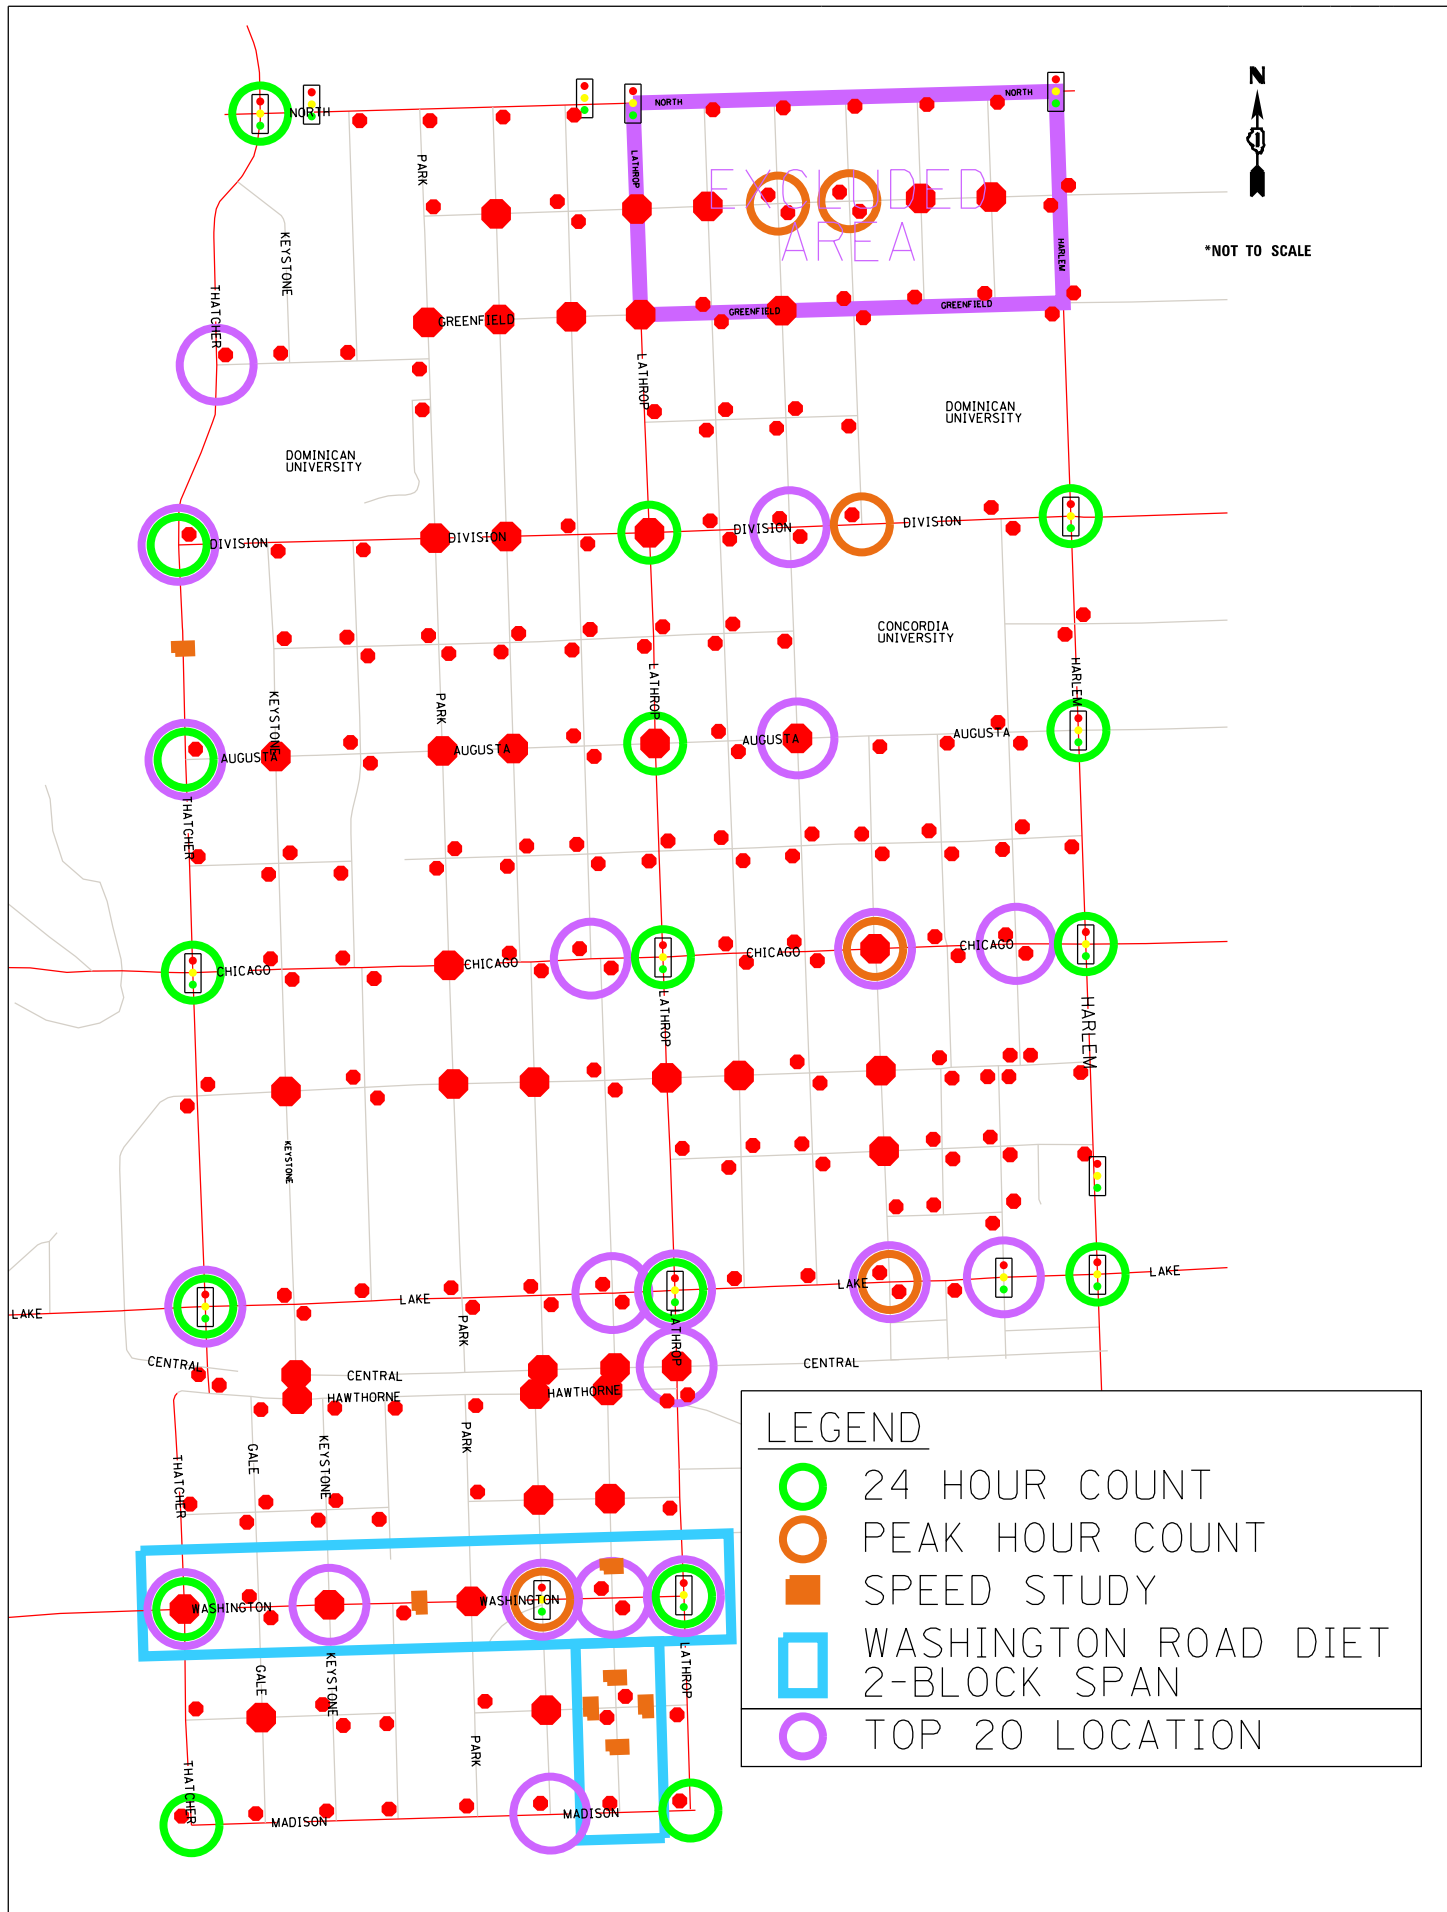 N
NORTH
NORTH
NORTH
PARK
LATHROP
EXCLUDED
AREA
KEYSTONE
HARLEM
*NOT TO SCALE
THATCHER
GREENFIELD
GREENFIELD
GREENFIELD
LATHROP
DOMINICAN
UNIVERSITY
DOMINICAN
UNIVERSITY
DIVISION
DIVISION
DIVISION
DIVISION
CONCORDIA
UNIVERSITY
KEYSTONE
PARK
LATHROP
HARLEM
AUGUSTA
AUGUSTA
AUGUSTA
AUGUSTA
THATCHER
CHICAGO
CHICAGO
CHICAGO
CHICAGO
LATHROP
HARLEM
KEYSTONE
LAKE
LAKE
LAKE
LAKE
PARK
LATHROP
CENTRAL
CENTRAL
CENTRAL
HAWTHORNE
HAWTHORNE
THATCHER
GALE
KEYSTONE
PARK
WASHINGTON
WASHINGTON
GALE
KEYSTONE
LATHROP
PARK
THATCHER
MADISON
MADISON
LEGEND
24 HOUR COUNT
PEAK HOUR COUNT
SPEED STUDY
WASHINGTON ROAD DIET
2-BLOCK SPAN
TOP 20 LOCATION